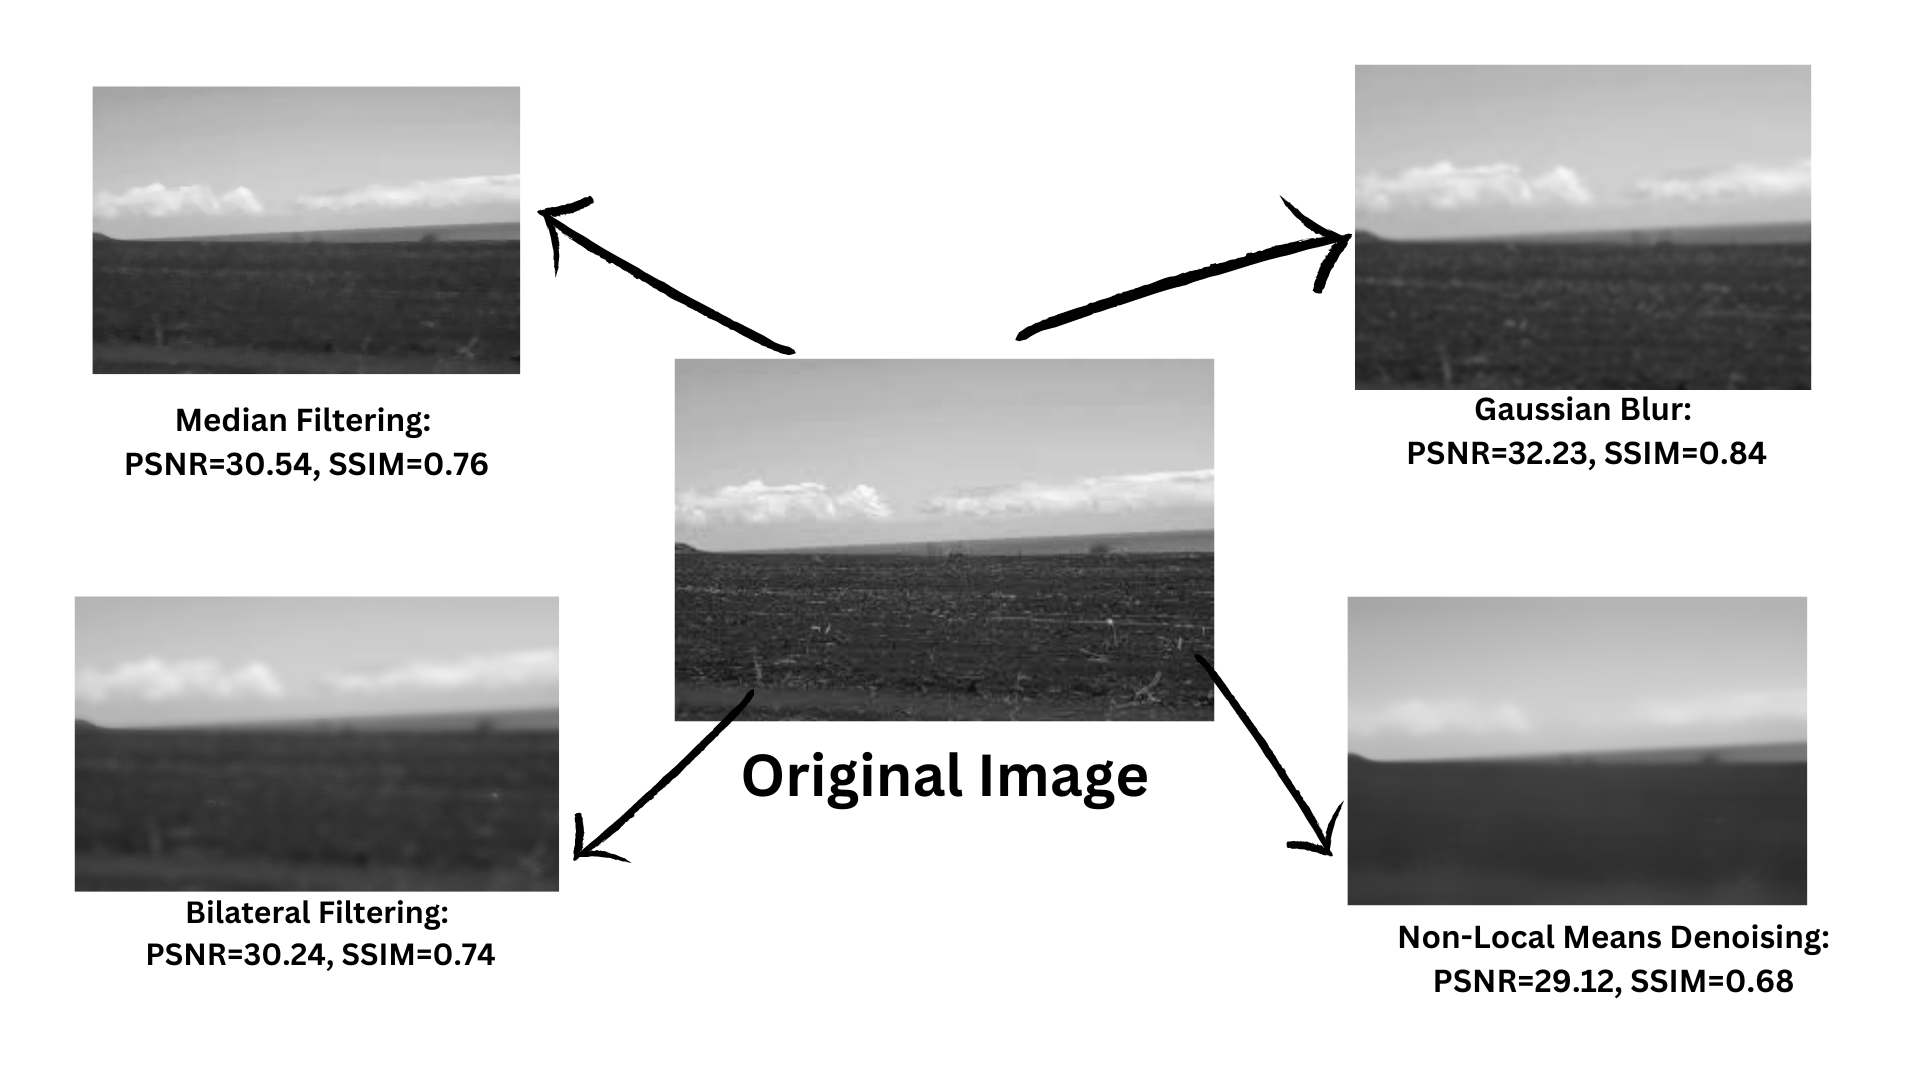 Median Filtering:
PSNR=30.54, SSIM=0.76
Gaussian Blur:
PSNR=32.23, SSIM=0.84
Original Image
Bilateral Filtering:
PSNR=30.24, SSIM=0.74
Non-Local Means Denoising:
PSNR=29.12, SSIM=0.68